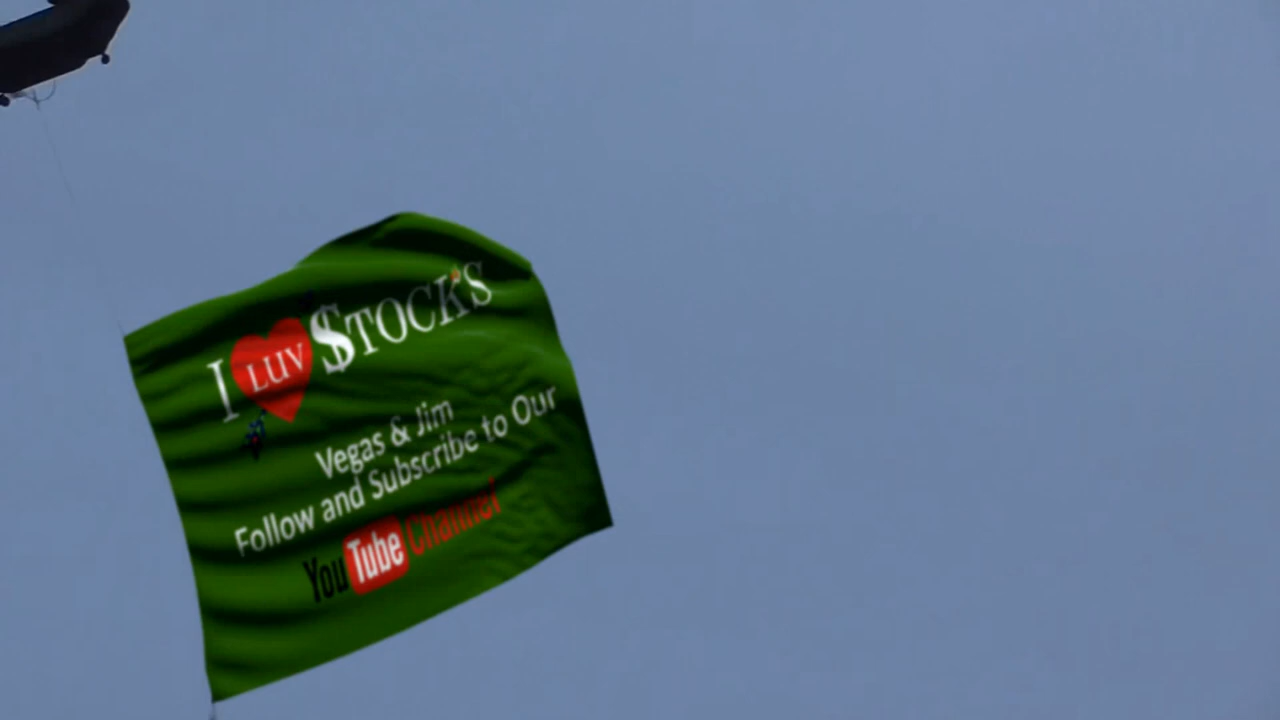 I LUV $TOCKS
Vegas & Jim
Follow and Subscribe to Our
YouTube Channel